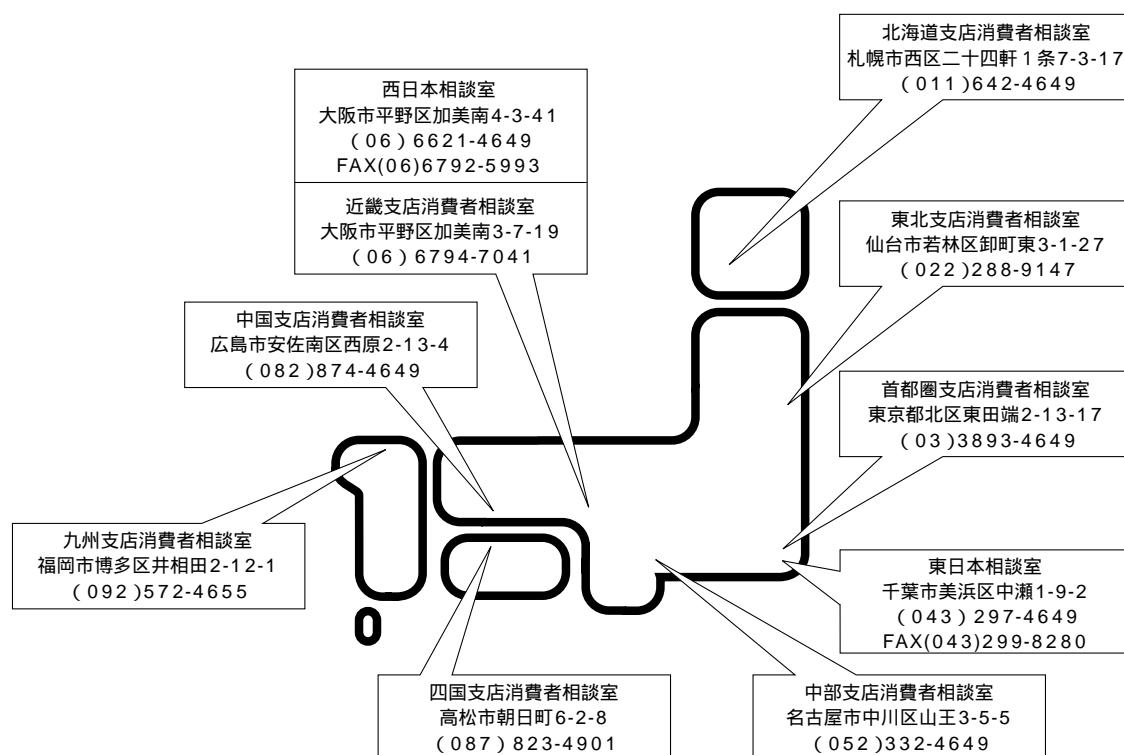 北海道支店消費者相談室
札幌市西区二十四軒1条7-3-17
(011)642-4649
西日本相談室
大阪市平野区加美南4-3-41
(06)6621-4649
FAX(06)6792-5993
近畿支店消費者相談室
大阪市平野区加美南3-7-19
(06)6794-7041
東北支店消費者相談室
仙台市若林区卸町東3-1-27
(022)288-9147
中国支店消費者相談室
広島市安佐南区西原2-13-4
(082)874-4649
首都圏支店消費者相談室
東京都北区東田端2-13-17
(03)3893-4649
九州支店消費者相談室
福岡市博多区井相田2-12-1
(092)572-4655
東日本相談室
千葉市美浜区中瀬1-9-2
(043)297-4649
FAX(043)299-8280
四国支店消費者相談室
高松市朝日町6-2-8
(087)823-4901
中部支店消費者相談室
名古屋市中川区山王3-5-5
(052)332-4649